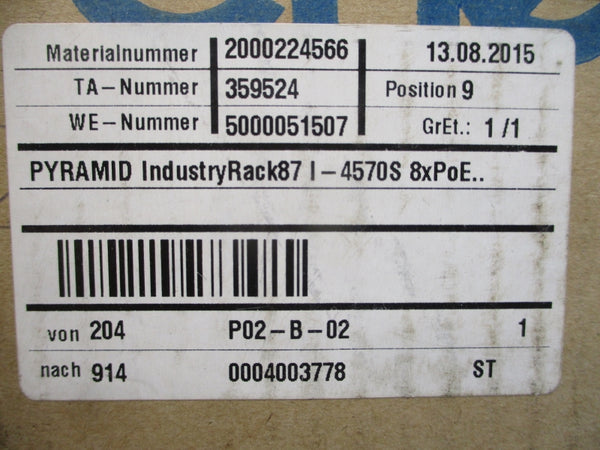 Materialnummer 2000224566 13.08.2015
TA-Nummer 359524 Position 9
WE-Nummer 5000051507 GrEt.: 1/1
PYRAMID IndustryRack87 I-4570S 8xPoE..
von 204 P02-B-02 1
nach 914 0004003778 ST